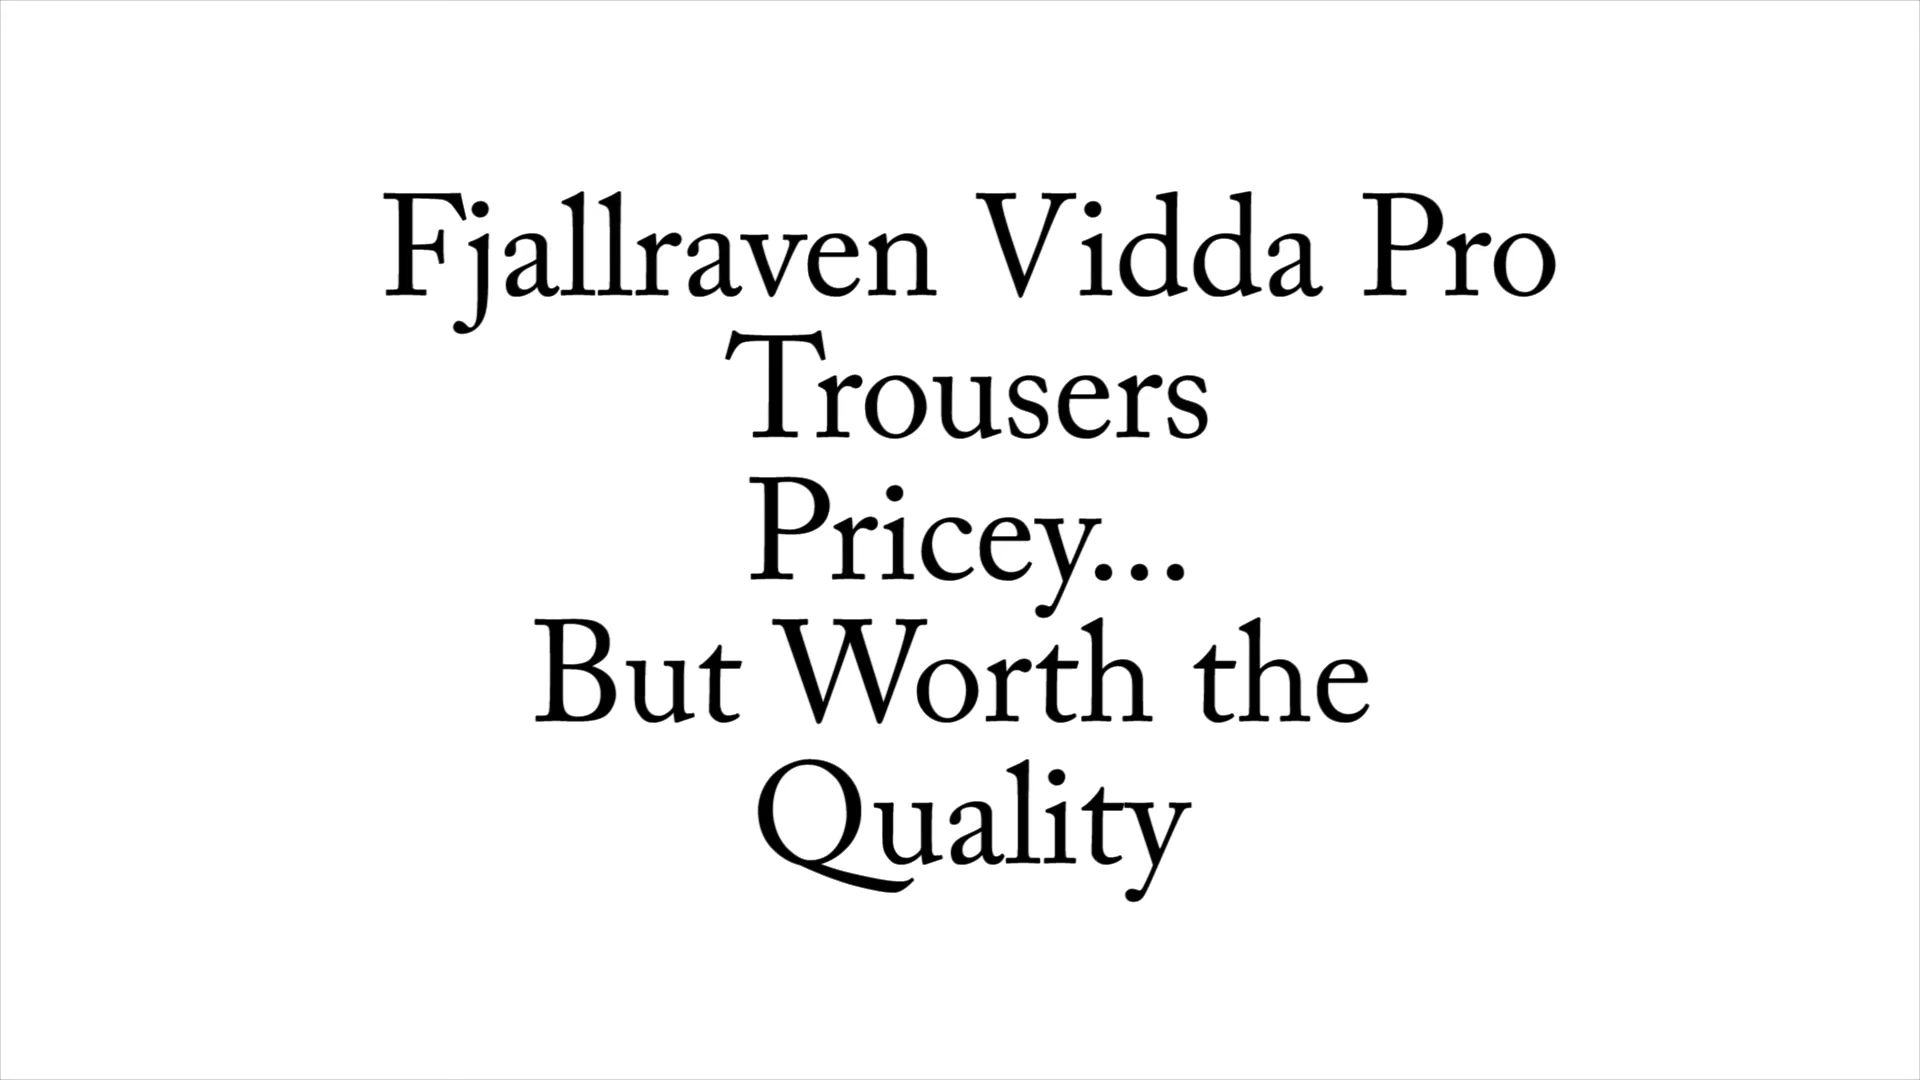 Fjallraven Vidda Pro
Trousers
Pricey...
But Worth the
Quality